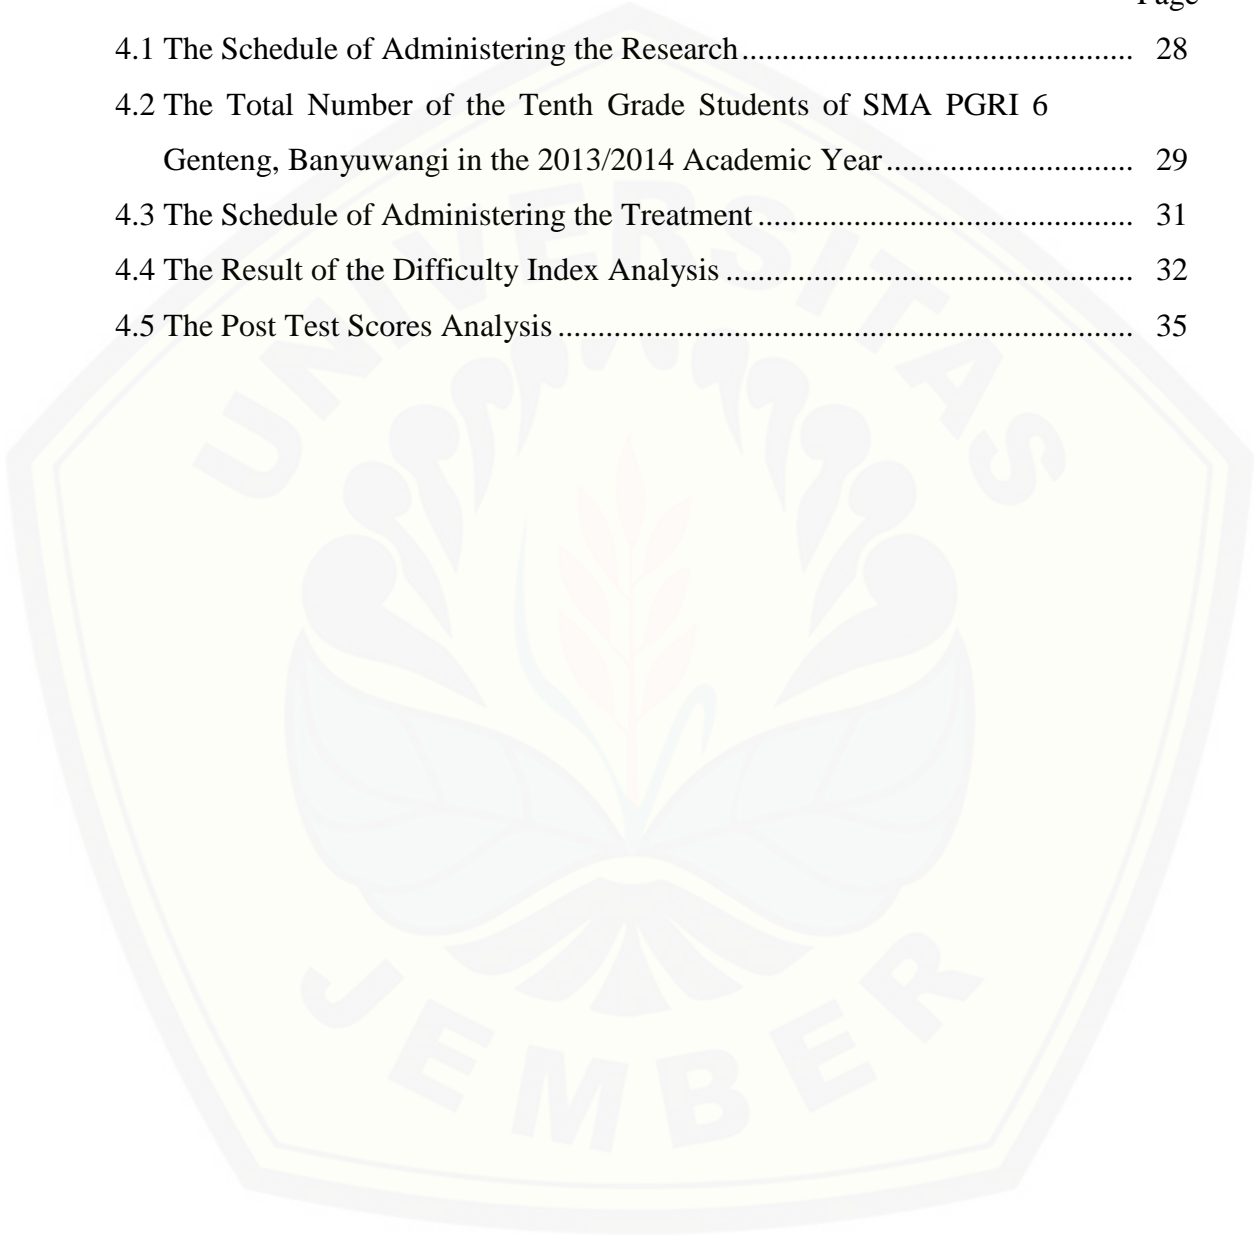 Page
4.1 The Schedule of Administering the Research ................................................. 28
4.2 The Total Number of the Tenth Grade Students of SMA PGRI 6
Genteng, Banyuwangi in the 2013/2014 Academic Year ............................... 29
4.3 The Schedule of Administering the Treatment ............................................... 31
4.4 The Result of the Difficulty Index Analysis ................................................... 32
4.5 The Post Test Scores Analysis ........................................................................ 35
UNIVERSITAS
JEMBER